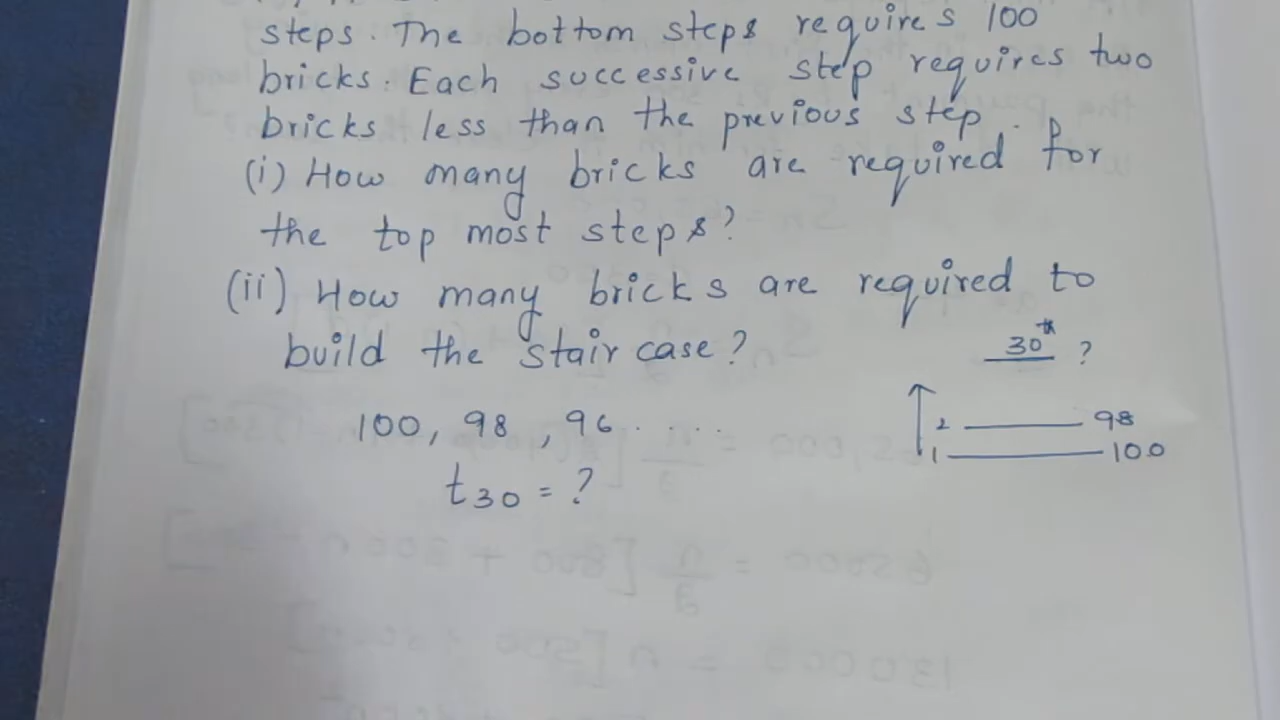 steps. The bottom steps requires 100
bricks. Each successive step requires two
bricks less than the previous step.
(i) How many bricks are required for
the top most steps?
(ii) How many bricks are required to
build the stair case?
30th ?
100, 98, 96 .....
t30 = ?
2 98
1 100